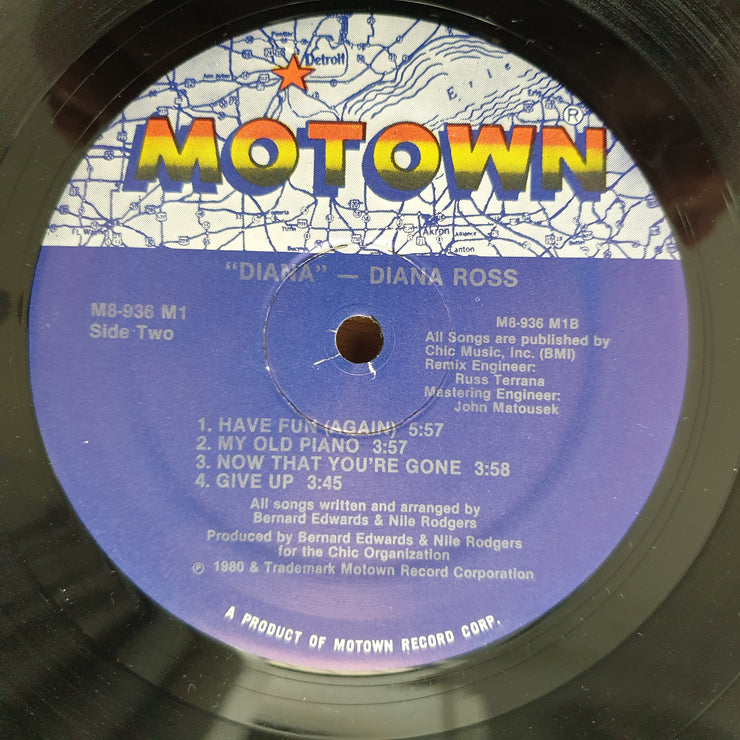 Detroit
Erie
MOTOWN®
Akron
"DIANA" — DIANA ROSS
M8-936 M1
Side Two
M8-936 M1B
All Songs are published by
Chic Music, Inc. (BMI)
Remix Engineer:
Russ Terrana
Mastering Engineer:
John Matousek
1. HAVE FUN (AGAIN) 5:57
2. MY OLD PIANO 3:57
3. NOW THAT YOU'RE GONE 3:58
4. GIVE UP 3:45
All songs written and arranged by
Bernard Edwards & Nile Rodgers
Produced by Bernard Edwards & Nile Rodgers
for the Chic Organization
℗ 1980 & Trademark Motown Record Corporation
A PRODUCT OF MOTOWN RECORD CORP.